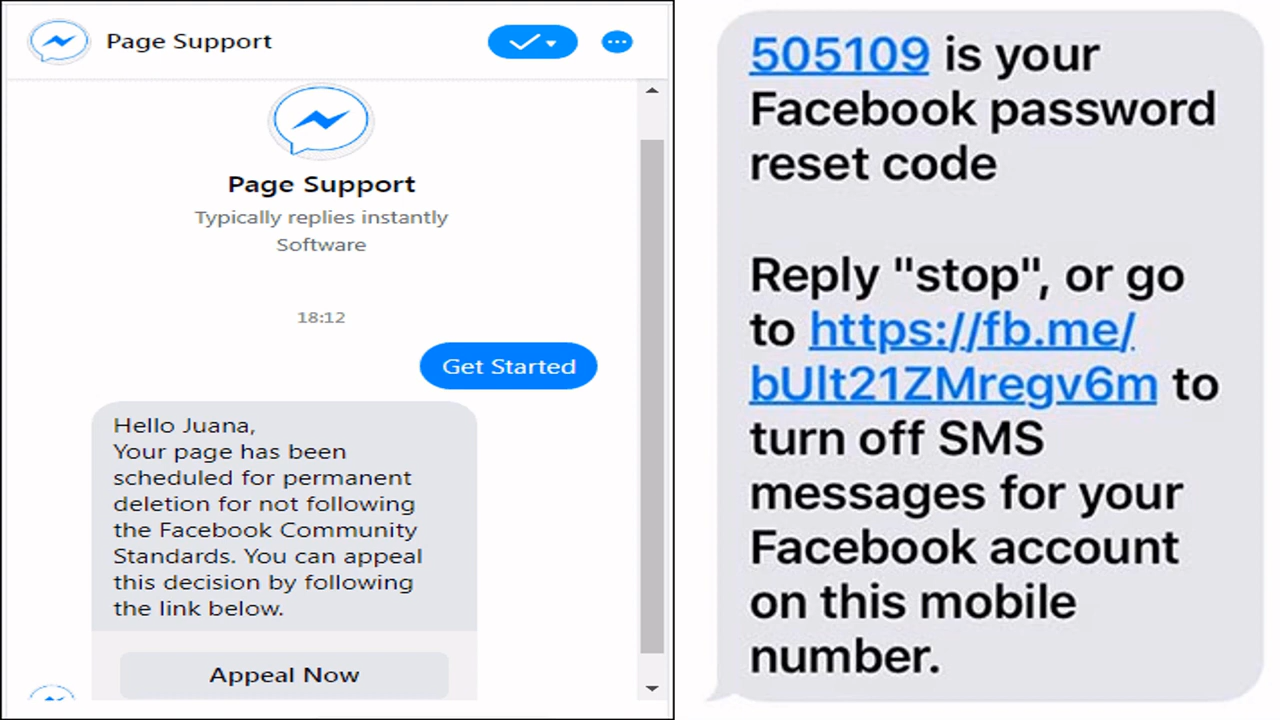 Page Support
Page Support
Typically replies instantly
Software
18:12
Get Started
Hello Juana,
Your page has been
scheduled for permanent
deletion for not following
the Facebook Community
Standards. You can appeal
this decision by following
the link below.
Appeal Now
505109 is your
Facebook password
reset code
Reply "stop", or go
to https://fb.me/
bUlt21ZMregv6m to
turn off SMS
messages for your
Facebook account
on this mobile
number.